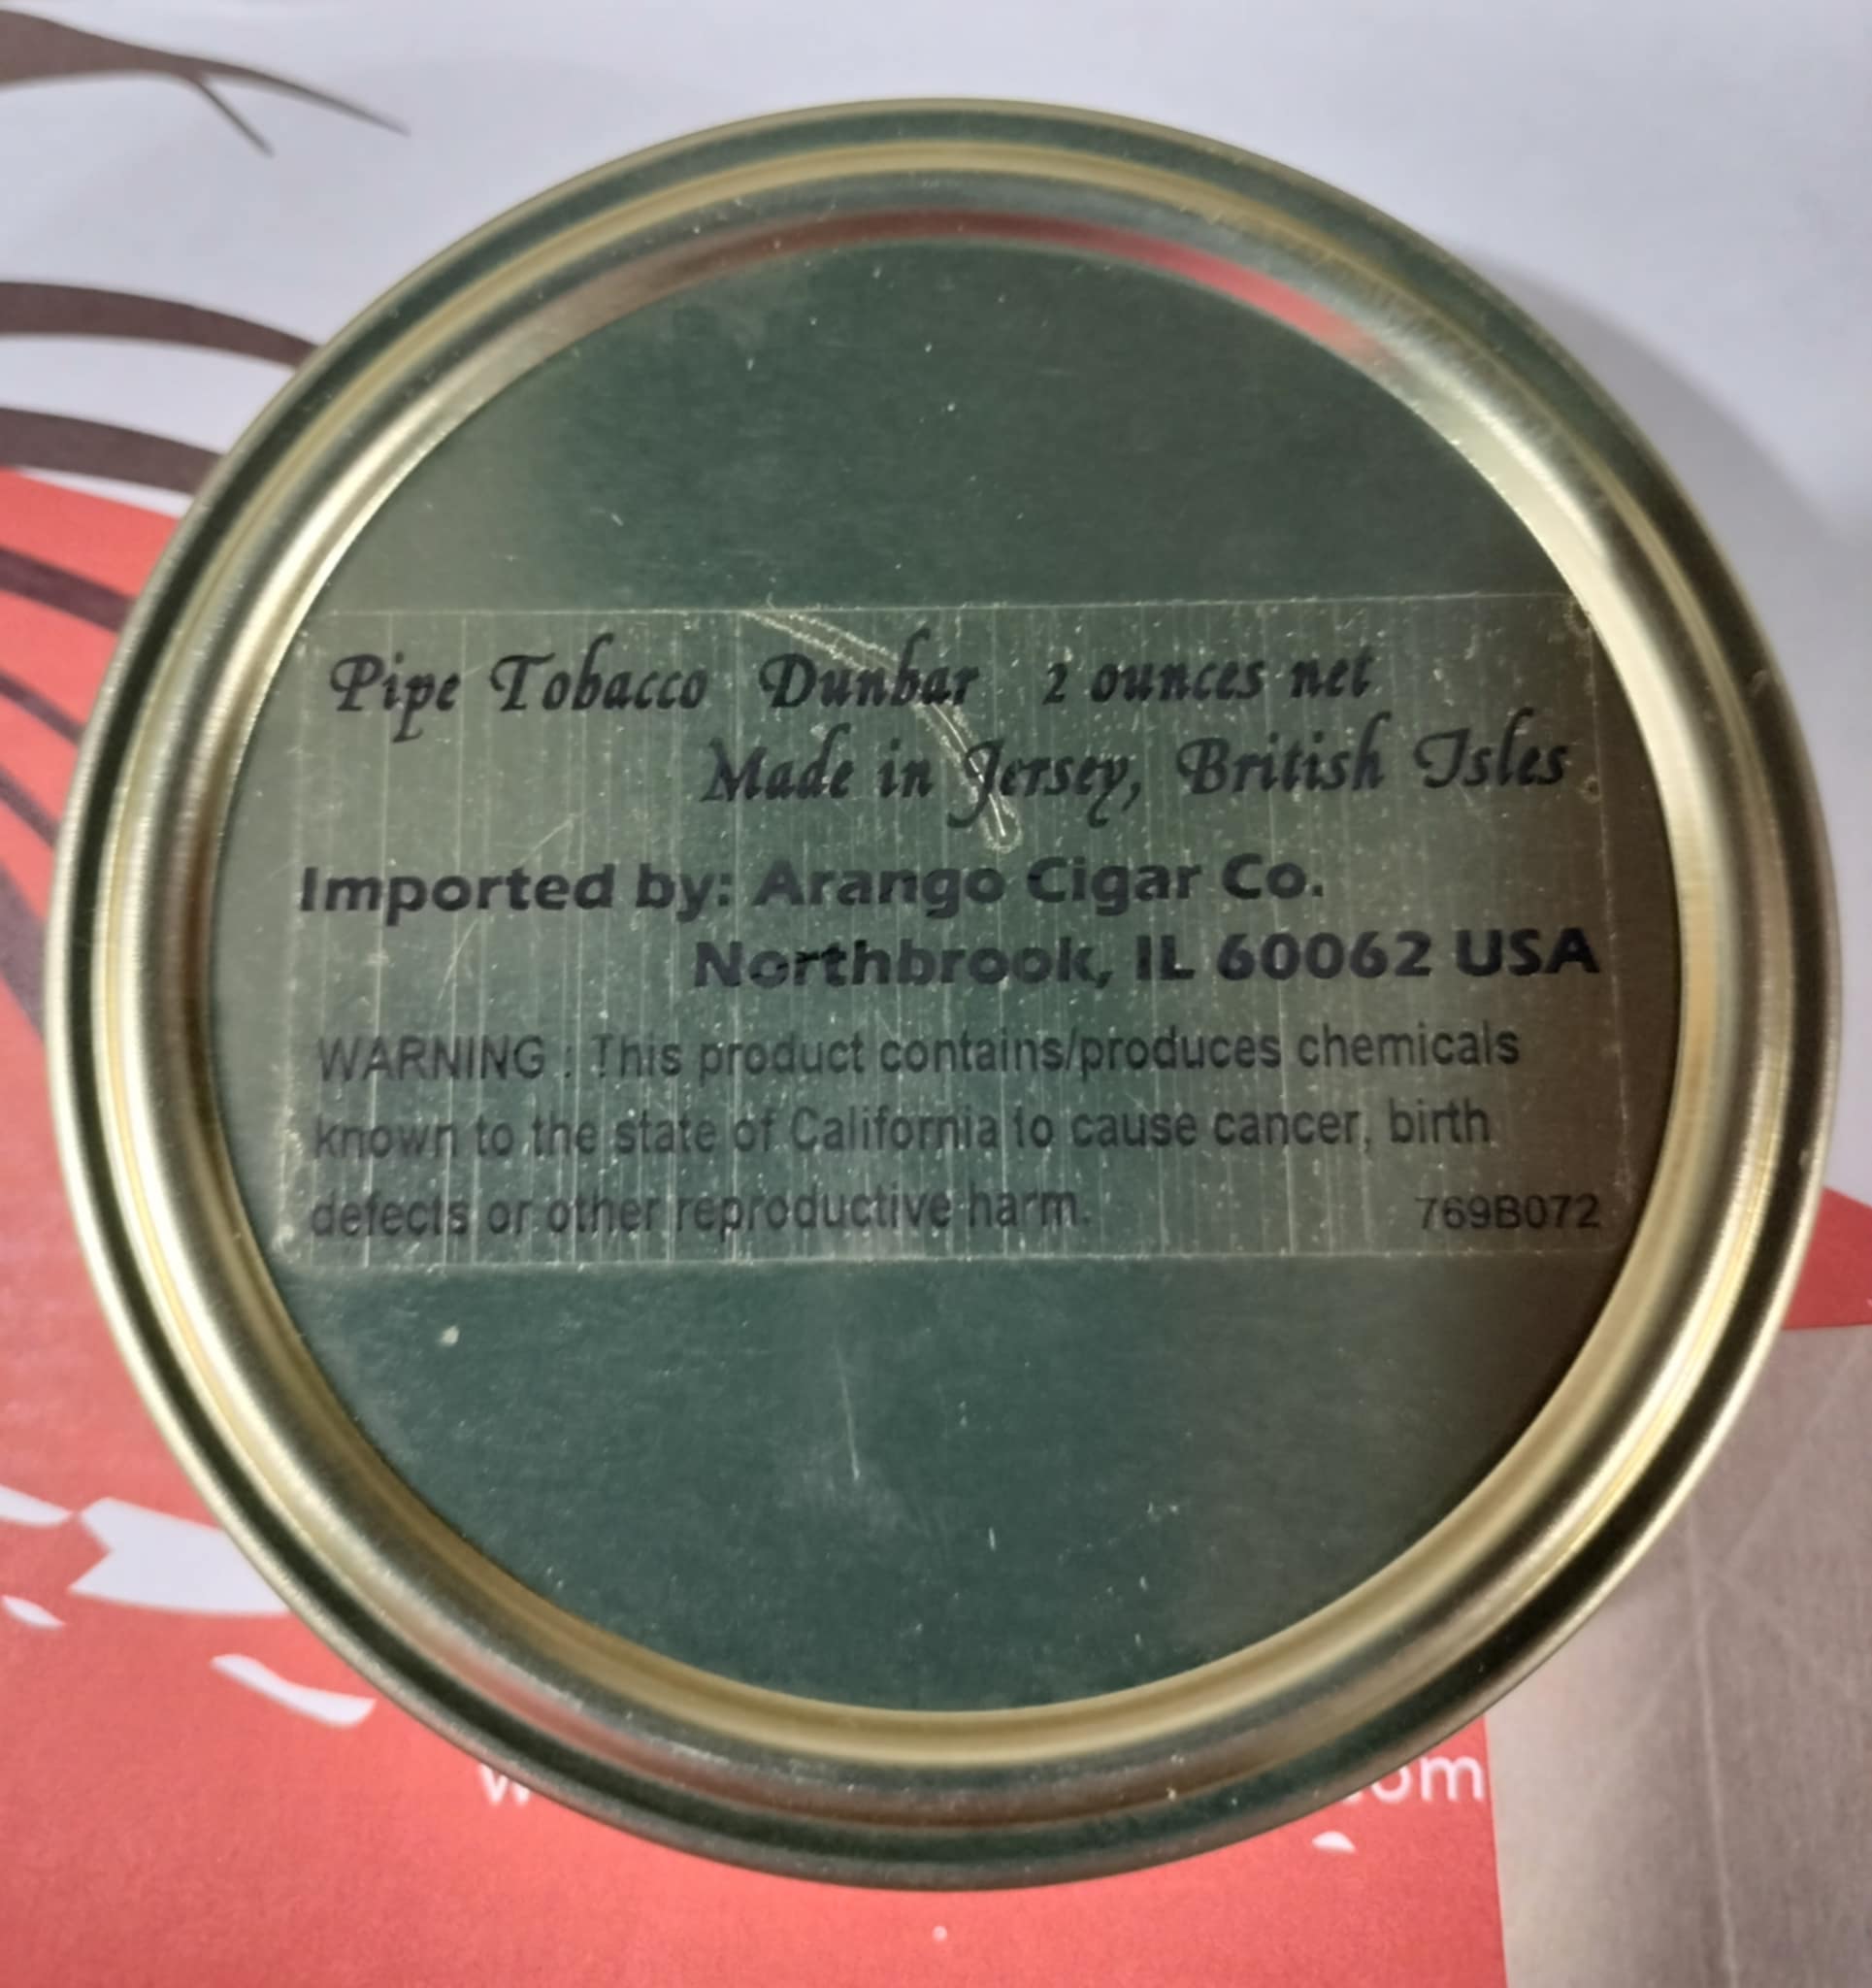 Pipe Tobacco Dunbar 2 ounces net
Made in Jersey, British Isles
Imported by: Arango Cigar Co.
Northbrook, IL 60062 USA
WARNING : This product contains/produces chemicals
known to the state of California to cause cancer, birth
defects or other reproductive harm. 769B072